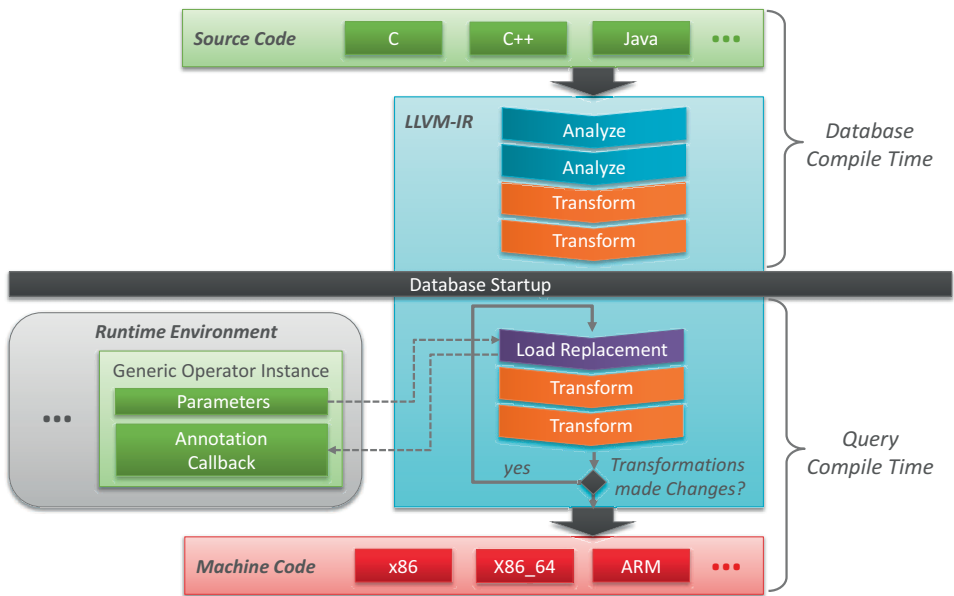 Source Code
C
C++
Java
...
LLVM-IR
Analyze
Analyze
Transform
Transform
Database
Compile Time
Database Startup
Runtime Environment
Generic Operator Instance
Parameters
Annotation
Callback
...
Load Replacement
Transform
Transform
yes
Transformations
made Changes?
Query
Compile Time
Machine Code
x86
X86_64
ARM
...